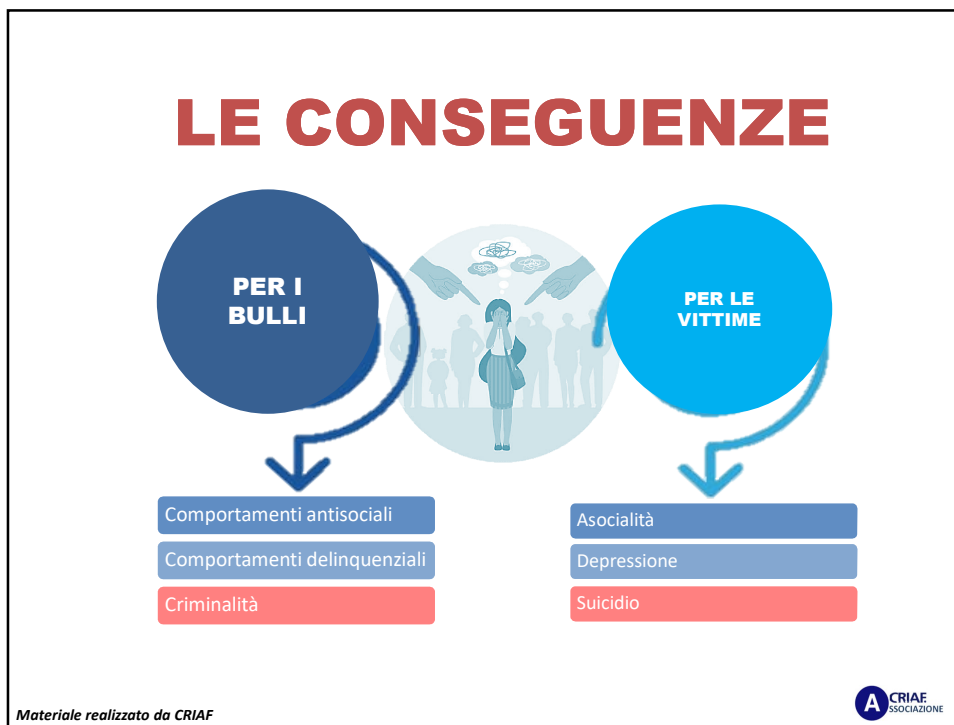 LE CONSEGUENZE
PER I
BULLI
PER LE
VITTIME
Comportamenti antisociali
Comportamenti delinquenziali
Criminalità
Asocialità
Depressione
Suicidio
Materiale realizzato da CRIAF
A CRIAF
SSOCIAZIONE